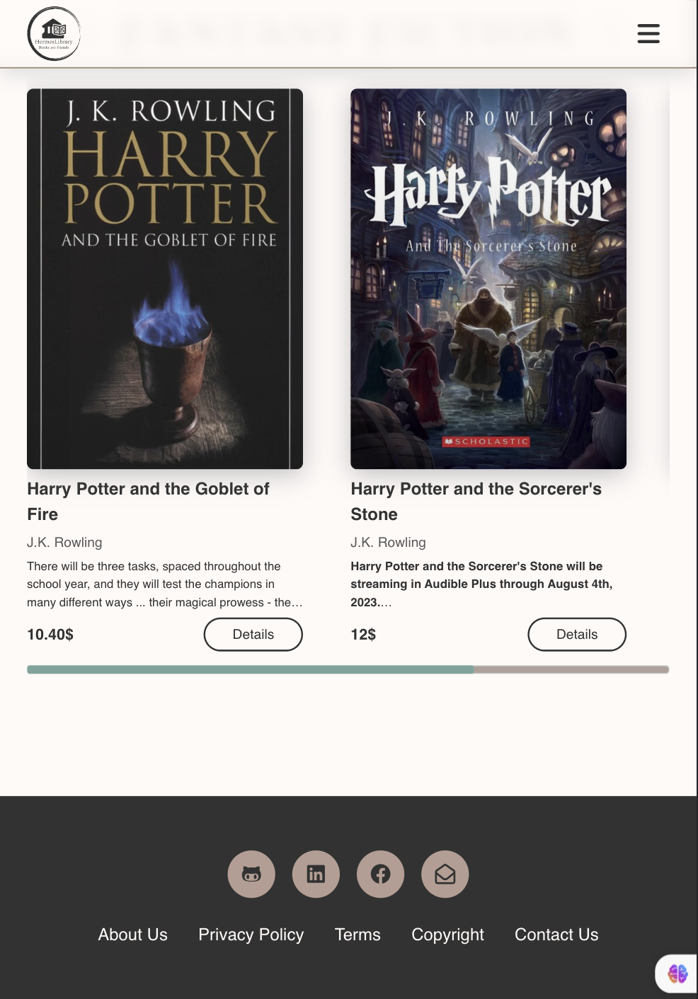 HermesLibrary
Books are friends
J. K. ROWLING
HARRY
POTTER
AND THE GOBLET OF FIRE
J. K. ROWLING
Harry Potter
And The Sorcerer's Stone
SCHOLASTIC
Harry Potter and the Goblet of
Fire
J.K. Rowling
There will be three tasks, spaced throughout the
school year, and they will test the champions in
many different ways ... their magical prowess - the…
10.40$
Details
Harry Potter and the Sorcerer's
Stone
J.K. Rowling
Harry Potter and the Sorcerer's Stone will be
streaming in Audible Plus through August 4th,
2023.…
12$
Details
About Us
Privacy Policy
Terms
Copyright
Contact Us